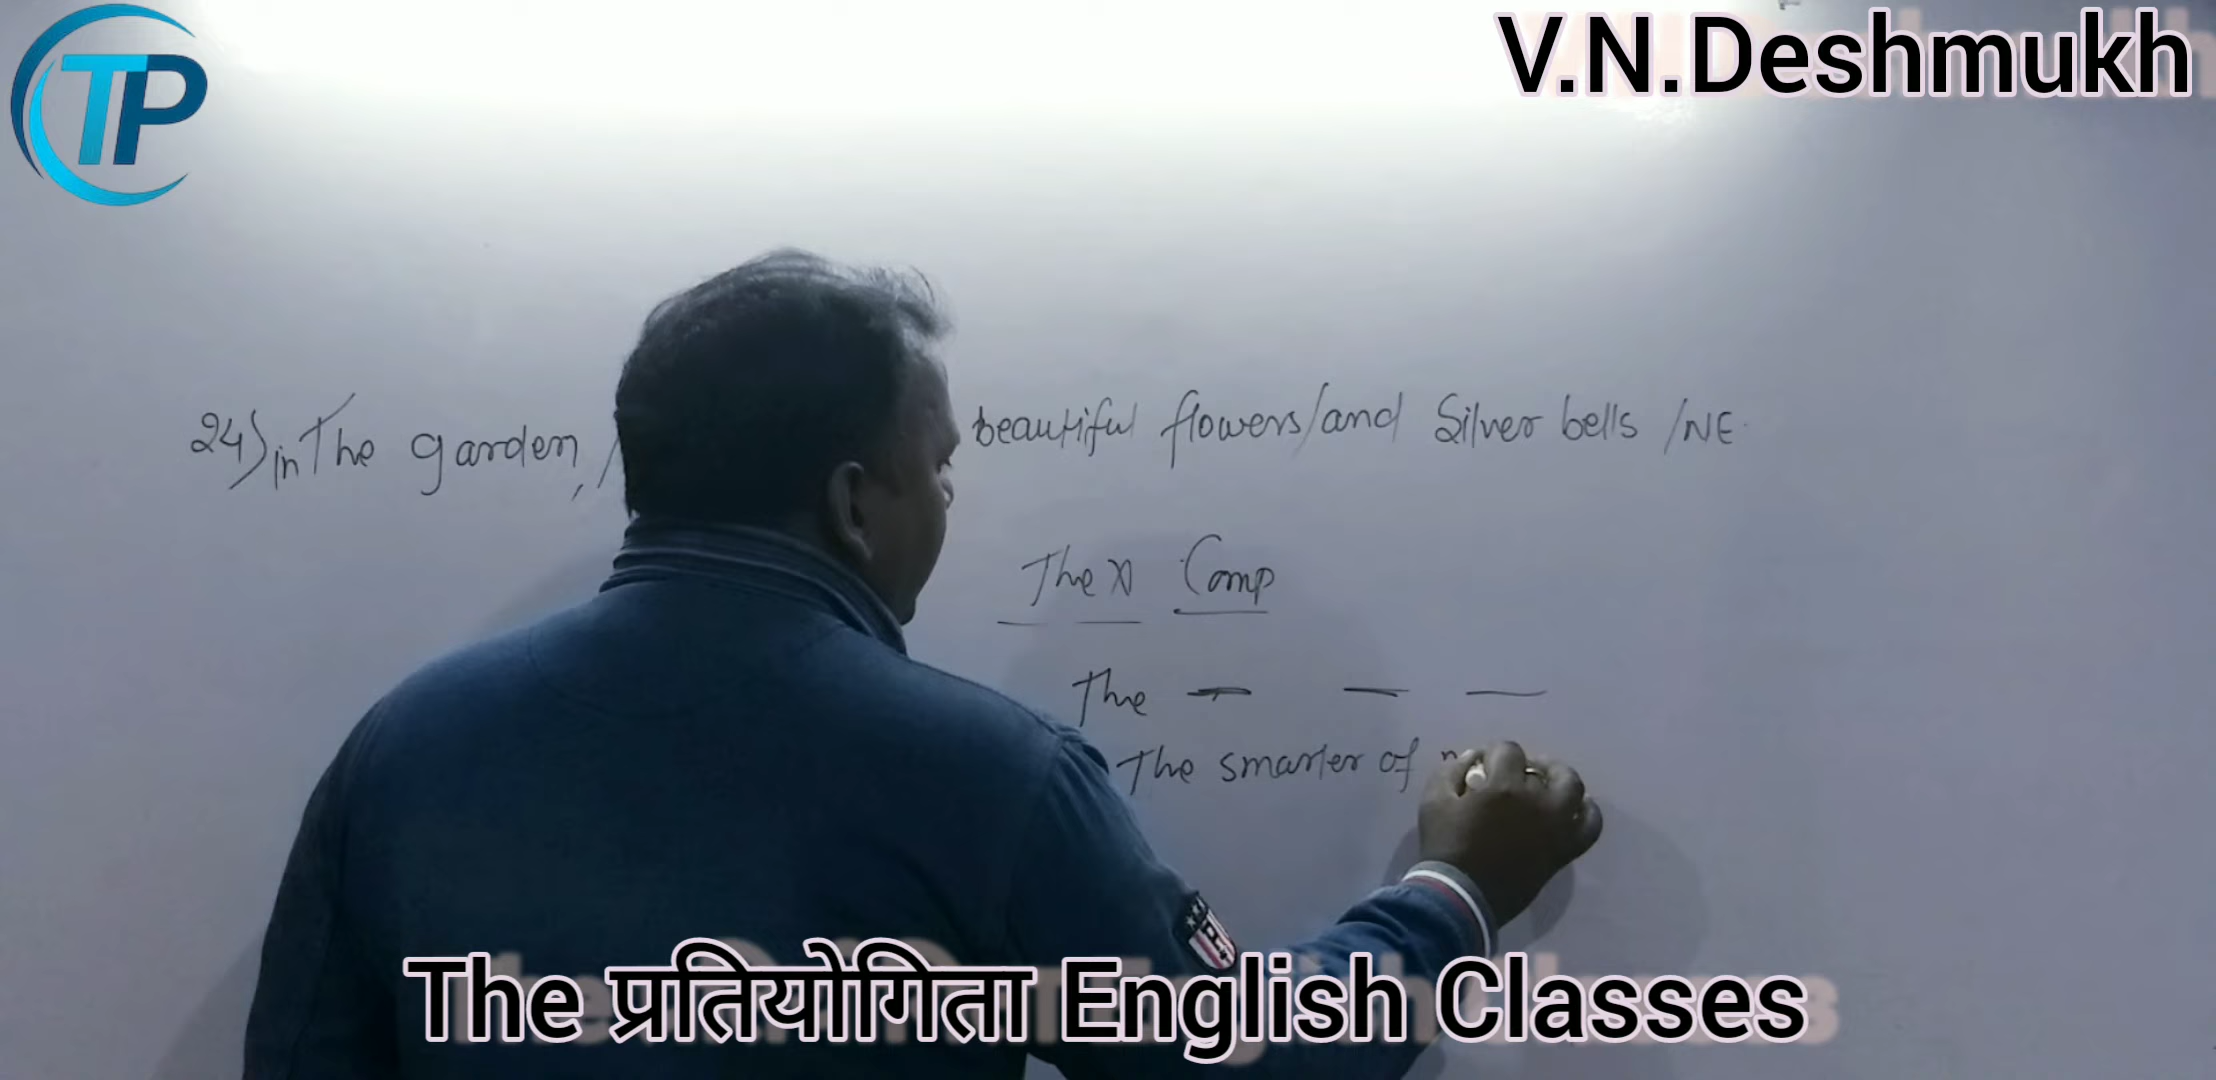 TP
V.N.Deshmukh
24) in The garden, / beautiful flowers/and Silver bells /NE.
The X Comp
The
The smarter of
The प्रतियोगिता English Classes